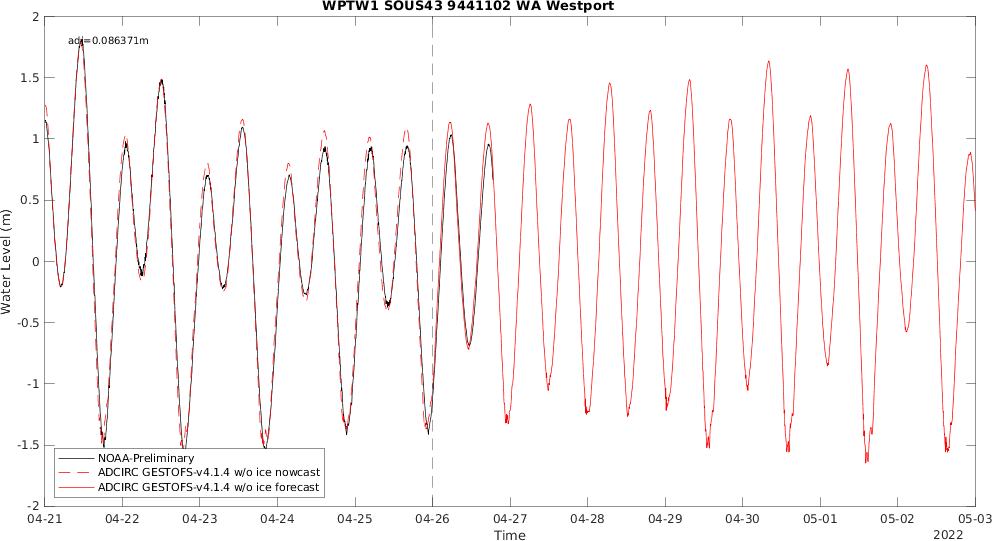 WPTW1 SOUS43 9441102 WA Westport
adj=0.086371m
2
1.5
1
0.5
0
-0.5
-1
-1.5
-2
Water Level (m)
NOAA-Preliminary
ADCIRC GESTOFS-v4.1.4 w/o ice nowcast
ADCIRC GESTOFS-v4.1.4 w/o ice forecast
04-21 04-22 04-23 04-24 04-25 04-26 04-27 04-28 04-29 04-30 05-01 05-02 05-03
Time
2022